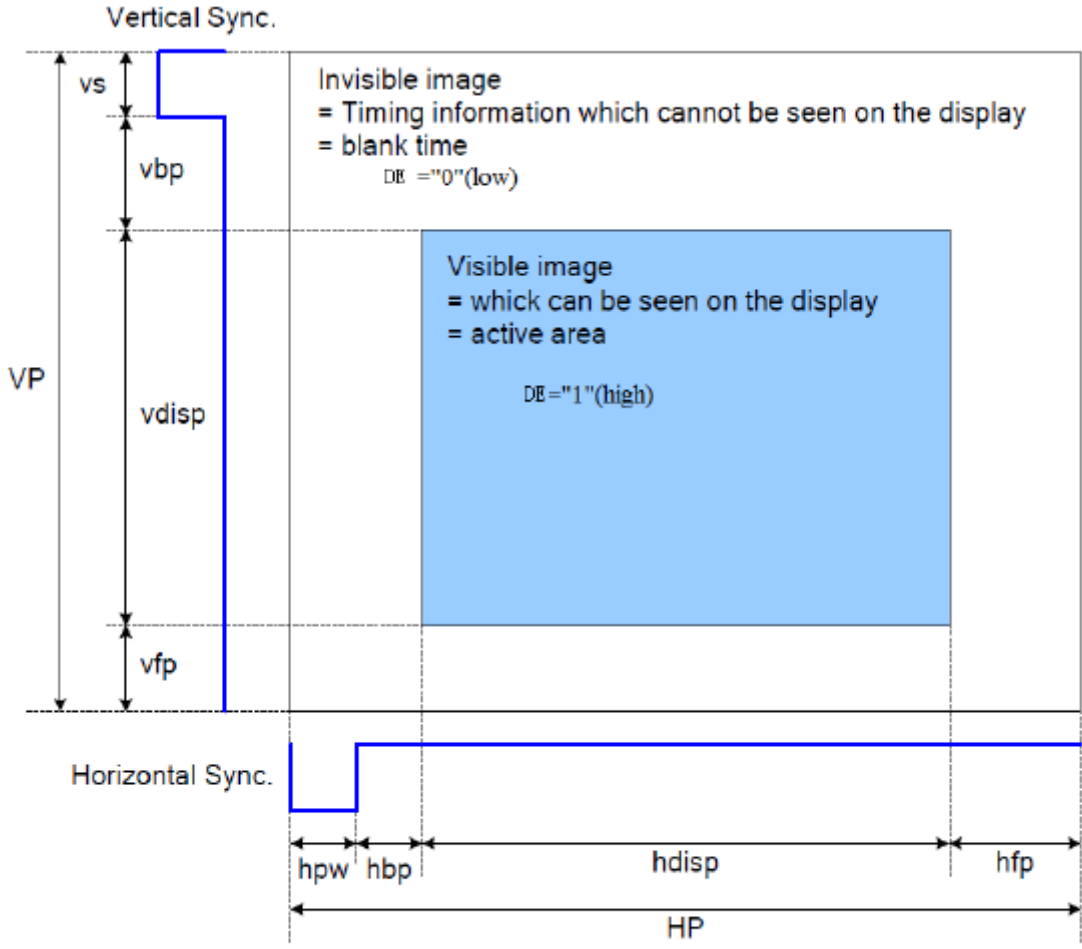 Vertical Sync.
vs
Invisible image
= Timing information which cannot be seen on the display
= blank time
DE ="0"(low)
vbp
Visible image
= whick can be seen on the display
= active area
DE="1"(high)
VP
vdisp
vfp
Horizontal Sync.
hpw
hbp
hdisp
hfp
HP